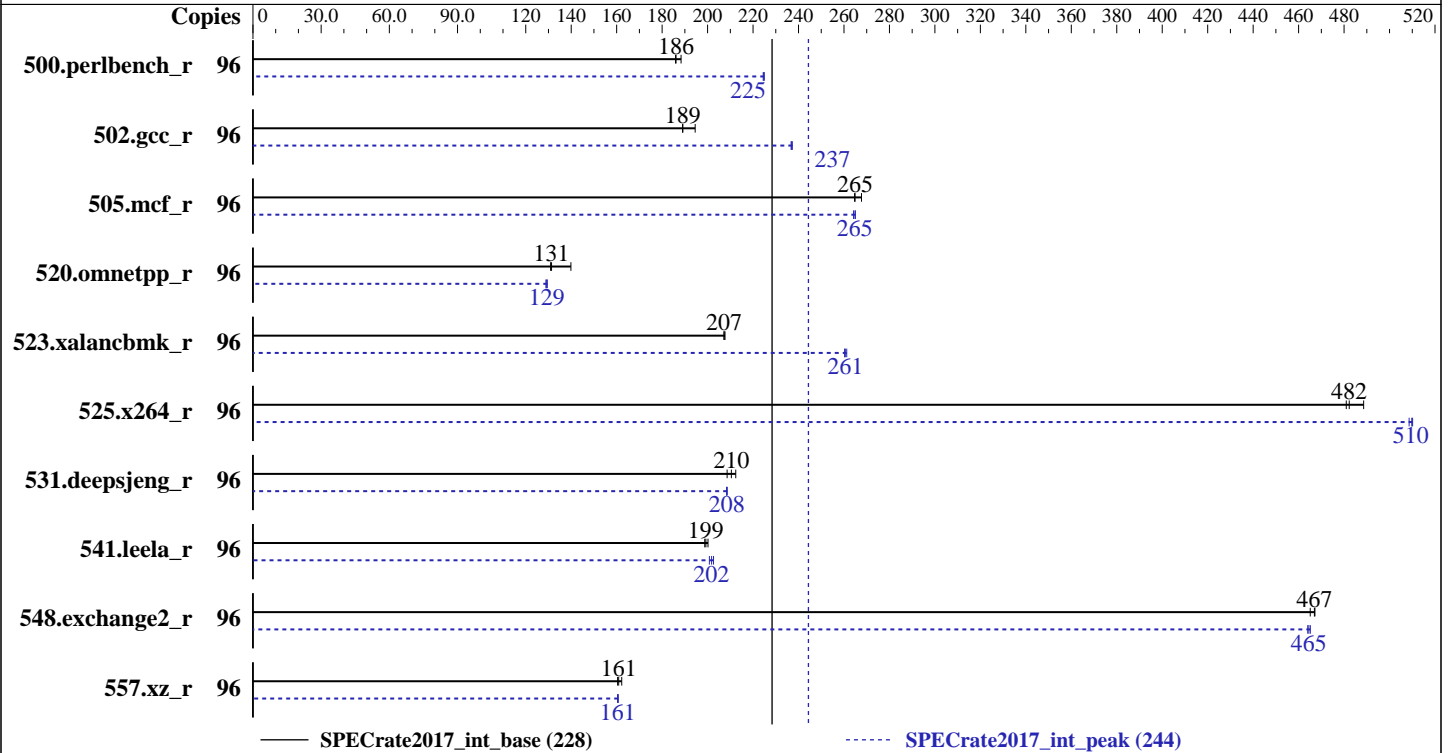 Copies 0 30.0 60.0 90.0 120 140 160 180 200 220 240 260 280 300 320 340 360 380 400 420 440 460 480 520
186
500.perlbench_r 96
225
189
502.gcc_r 96
237
265
505.mcf_r 96
265
131
520.omnetpp_r 96
129
207
523.xalancbmk_r 96
261
482
525.x264_r 96
510
210
531.deepsjeng_r 96
208
199
541.leela_r 96
202
467
548.exchange2_r 96
465
161
557.xz_r 96
161
SPECrate2017_int_base (228) SPECrate2017_int_peak (244)